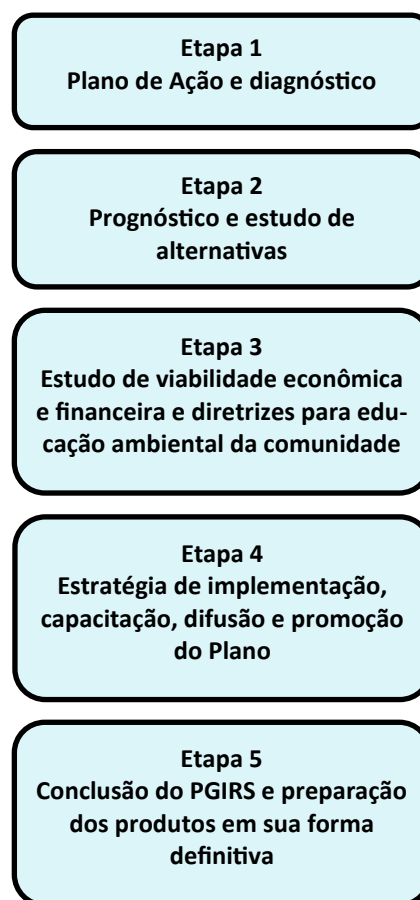 Etapa 1
Plano de Ação e diagnóstico
Etapa 2
Prognóstico e estudo de
alternativas
Etapa 3
Estudo de viabilidade econômica
e financeira e diretrizes para edu-
cação ambiental da comunidade
Etapa 4
Estratégia de implementação,
capacitação, difusão e promoção
do Plano
Etapa 5
Conclusão do PGIRS e preparação
dos produtos em sua forma
definitiva